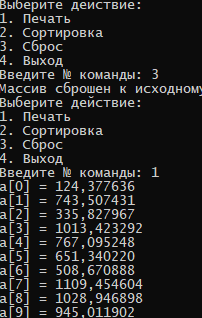 Выберите действие:
1. Печать
2. Сортировка
3. Сброс
4. Выход
Введите № команды: 3
Массив сброшен к исходному
Выберите действие:
1. Печать
2. Сортировка
3. Сброс
4. Выход
Введите № команды: 1
a[0] = 124,377636
a[1] = 743,507431
a[2] = 335,827967
a[3] = 1013,423292
a[4] = 767,095248
a[5] = 651,340220
a[6] = 508,670888
a[7] = 1109,454604
a[8] = 1028,946898
a[9] = 945,011902